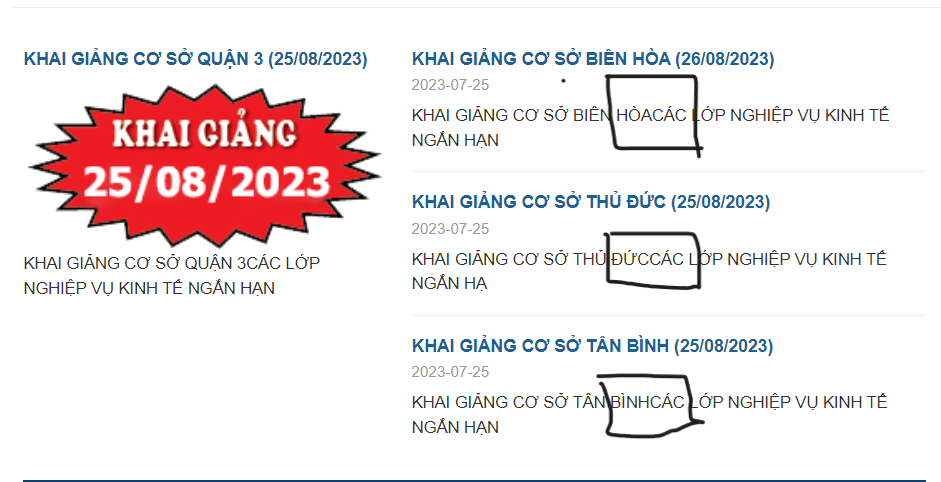 KHAI GIẢNG CƠ SỞ QUẬN 3 (25/08/2023)
KHAI GIẢNG
25/08/2023
KHAI GIẢNG CƠ SỞ QUẬN 3CÁC LỚP
NGHIỆP VỤ KINH TẾ NGẮN HẠN
KHAI GIẢNG CƠ SỞ BIÊN HÒA (26/08/2023)
2023-07-25
KHAI GIẢNG CƠ SỞ BIÊN HÒACÁC LỚP NGHIỆP VỤ KINH TẾ
NGẮN HẠN
KHAI GIẢNG CƠ SỞ THỦ ĐỨC (25/08/2023)
2023-07-25
KHAI GIẢNG CƠ SỞ THỦ ĐỨCCÁC LỚP NGHIỆP VỤ KINH TẾ
NGẮN HẠ
KHAI GIẢNG CƠ SỞ TÂN BÌNH (25/08/2023)
2023-07-25
KHAI GIẢNG CƠ SỞ TÂN BÌNHCÁC LỚP NGHIỆP VỤ KINH TẾ
NGẮN HẠN